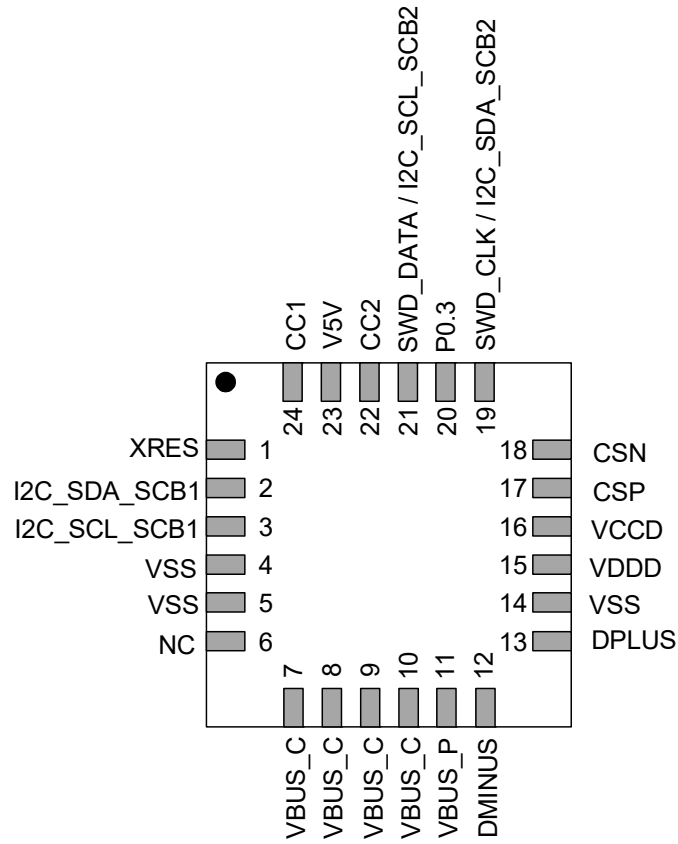 SWD_DATA / I2C_SCL_SCB2
SWD_CLK / I2C_SDA_SCB2
CC1
V5V
CC2
P0.3
24
23
22
21
20
19
XRES 1
I2C_SDA_SCB1 2
I2C_SCL_SCB1 3
VSS 4
VSS 5
NC 6
18 CSN
17 CSP
16 VCCD
15 VDDD
14 VSS
13 DPLUS
7
8
9
10
11
12
VBUS_C
VBUS_C
VBUS_C
VBUS_C
VBUS_P
DMINUS